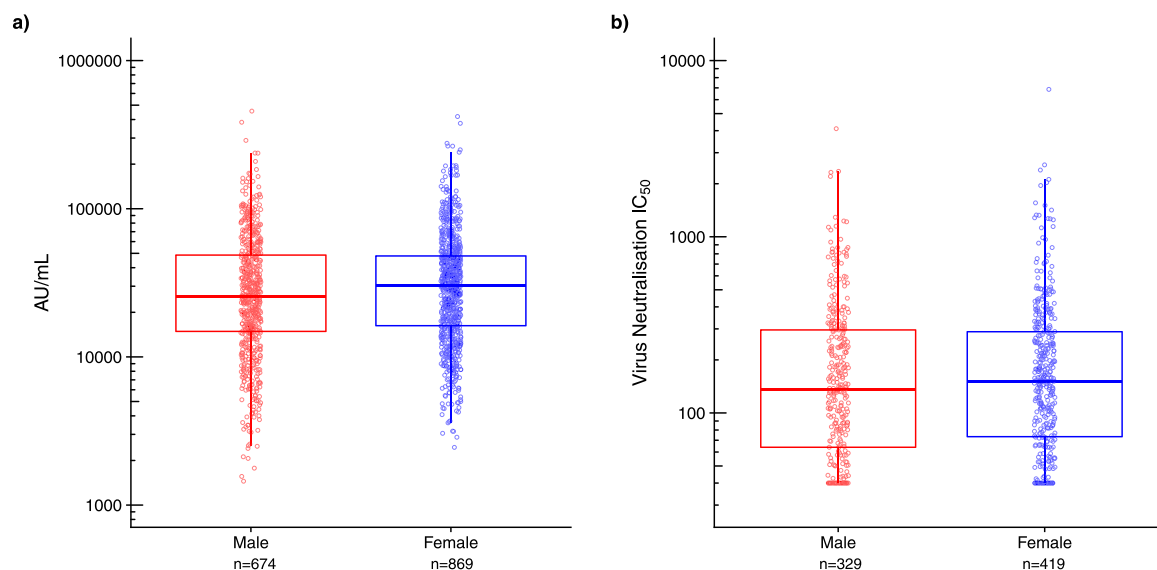 a)
AU/mL
1000000
100000
10000
1000
Male
Female
n=674
n=869
b)
Virus Neutralisation IC50
10000
1000
100
Male
Female
n=329
n=419